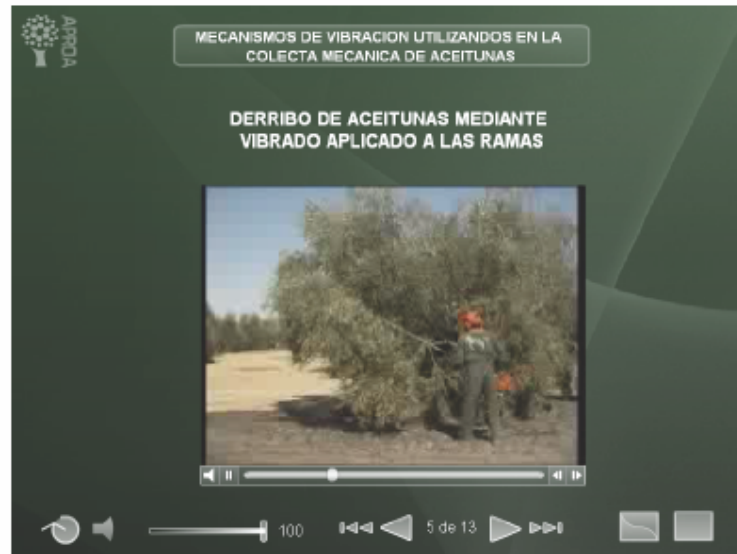 APRDA
MECANISMOS DE VIBRACION UTILIZANDOS EN LA
COLECTA MECANICA DE ACEITUNAS
DERRIBO DE ACEITUNAS MEDIANTE
VIBRADO APLICADO A LAS RAMAS
100
5 de 13